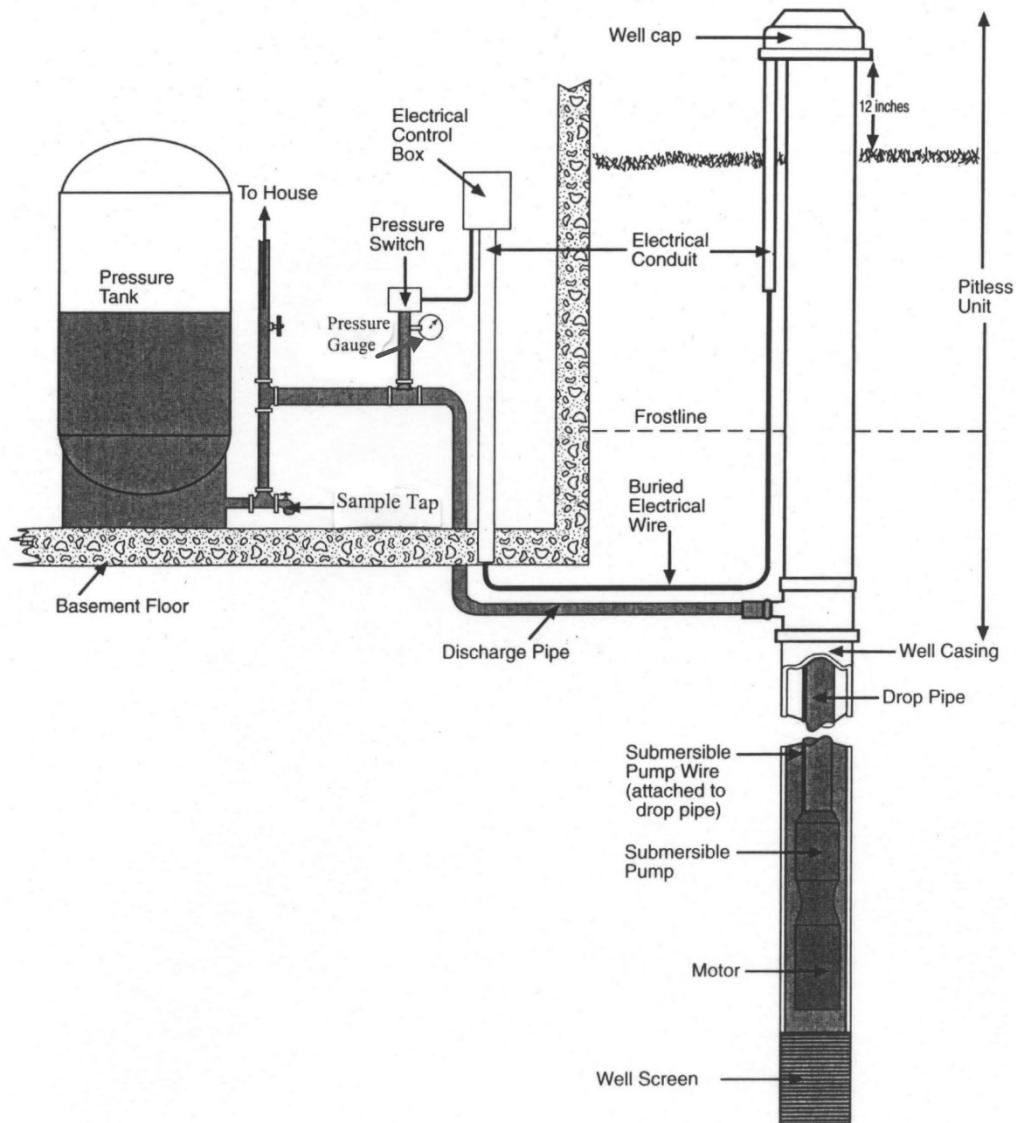 Well cap
12 inches
Electrical
Control
Box
To House
Pressure
Switch
Electrical
Conduit
Pressure
Tank
Pressure
Gauge
Pitless
Unit
Frostline
Buried
Electrical
Wire
Sample Tap
Basement Floor
Discharge Pipe
Well Casing
Drop Pipe
Submersible
Pump Wire
(attached to
drop pipe)
Submersible
Pump
Motor
Well Screen